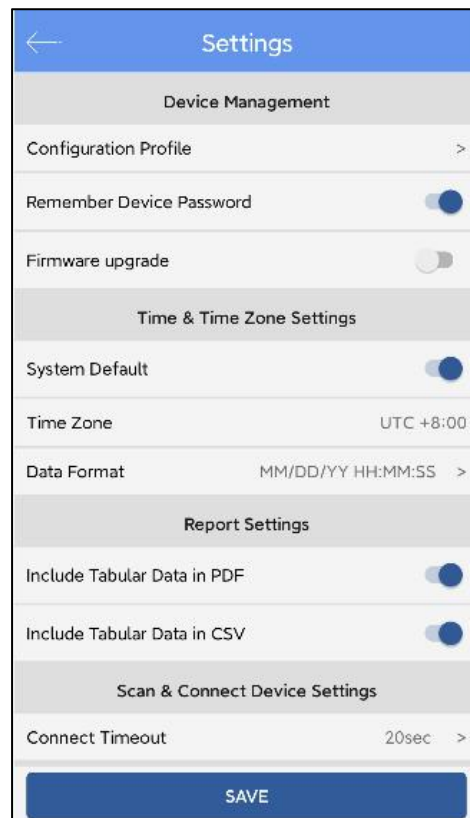 Settings
Device Management
Configuration Profile >
Remember Device Password
Firmware upgrade
Time & Time Zone Settings
System Default
Time Zone UTC +8:00
Data Format MM/DD/YY HH:MM:SS >
Report Settings
Include Tabular Data in PDF
Include Tabular Data in CSV
Scan & Connect Device Settings
Connect Timeout 20sec >
SAVE